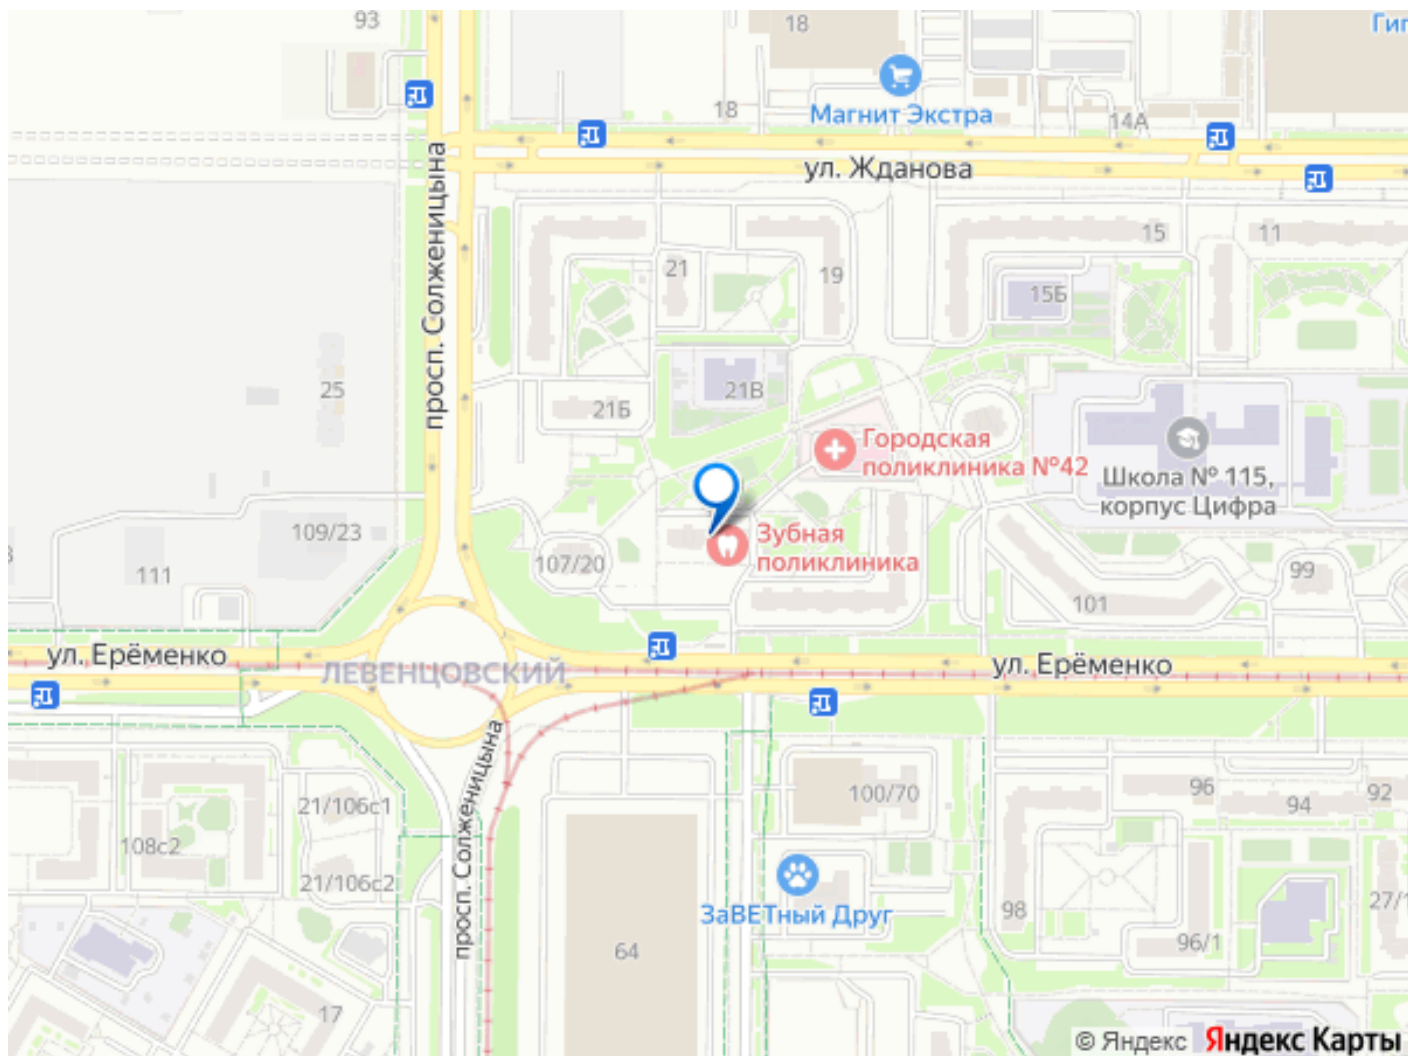 93
18
Гип
Магнит Экстра
18
14А
ул. Жданова
просп. Солженицына
15
11
21
19
15Б
25
21В
21Б
Городская
поликлиника №42
Школа № 115,
корпус Цифра
109/23
Зубная
поликлиника
107/20
111
3
99
101
ул. Ерёменко
ЛЕВЕНЦОВСКИЙ
ул. Ерёменко
просп. Солженицына
21/106с1
100/70
96
94
92
108с2
21/106с2
ЗаВЕТный Друг
98
27/1
96/1
64
17
© Яндекс Яндекс Карты